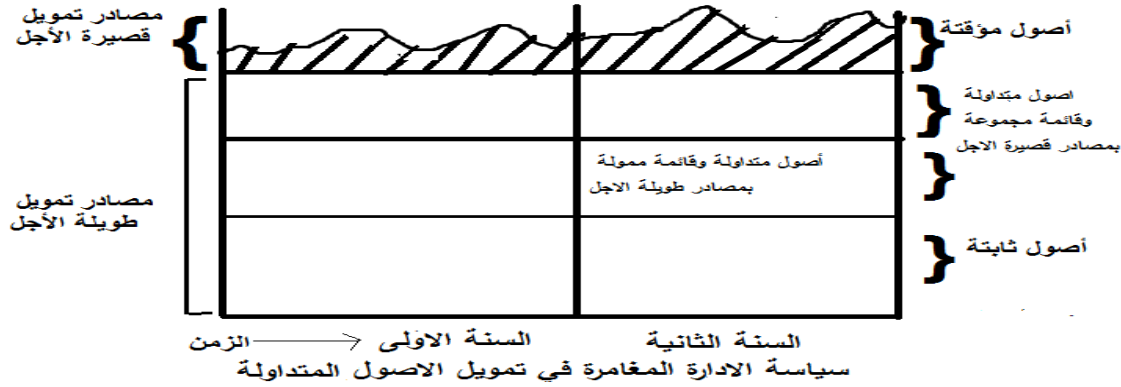 مصادر تمويل
قصيرة الأجل
أصول مؤقتة
اصول متداولة
وقائمة مجموعة
بمصادر قصيرة الاجل
أصول متداولة وقائمة ممولة
بمصادر طويلة الاجل
مصادر تمويل
طويلة الأجل
أصول ثابتة
الزمن
السنة الاؤلى
السنة الثانية
سياسة الادارة المغامرة في تمويل الاصول المتداولة